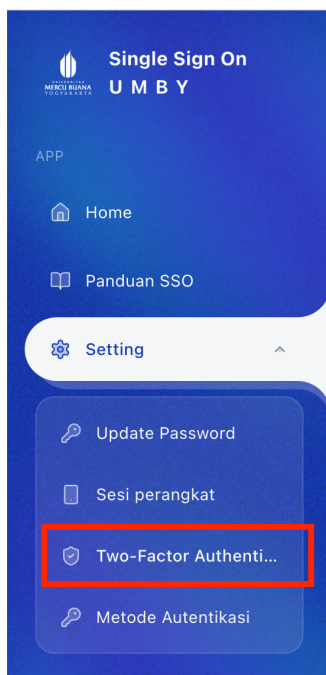 Single Sign On
UMBY
UNIVERSITAS
MERCU BUANA
YOGYAKARTA
APP
Home
Panduan SSO
Setting
Update Password
Sesi perangkat
Two-Factor Authenti...
Metode Autentikasi